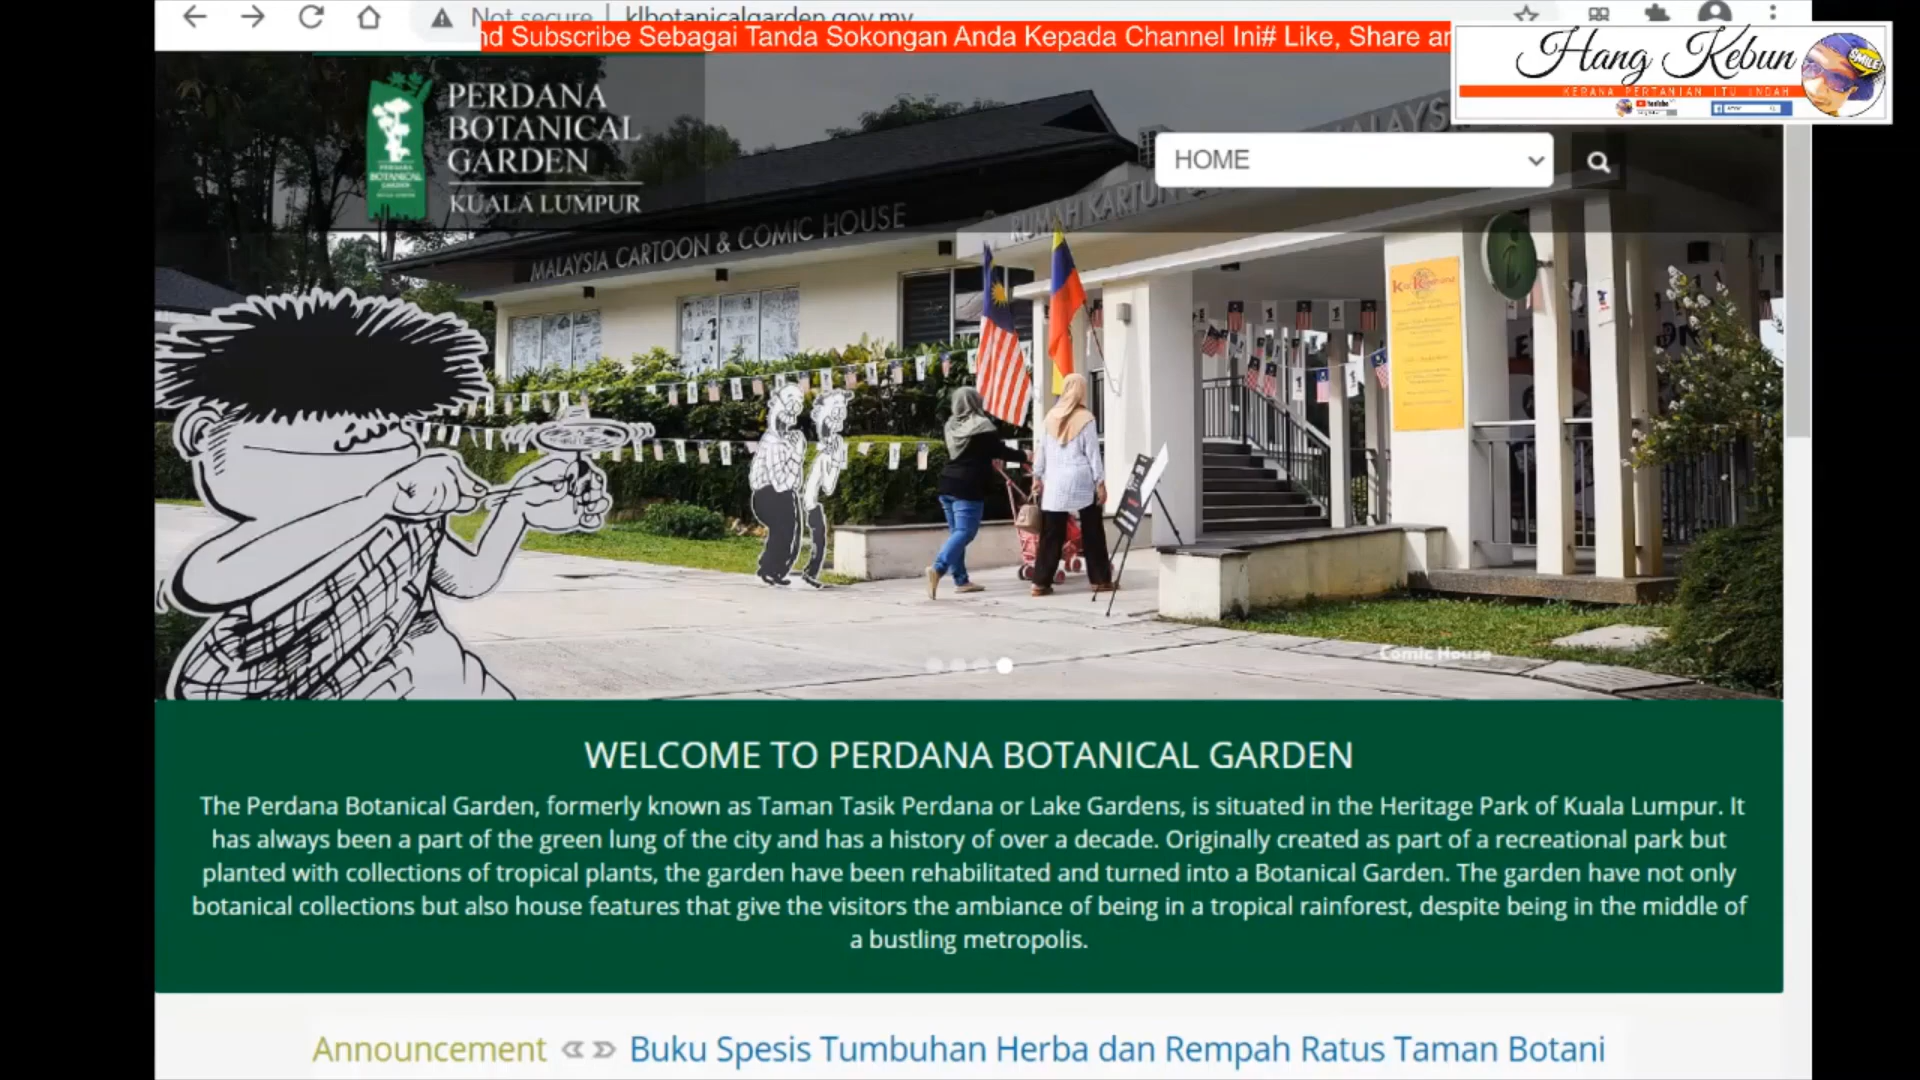 Not secure | klbotanicalgarden.gov.my
nd Subscribe Sebagai Tanda Sokongan Anda Kepada Channel Ini# Like, Share an
Hang Kebun
KERANA PERTANIAN ITU INDAH
SMILE
YouTube
PERDANA
BOTANICAL
GARDEN
KUALA LUMPUR
PERDANA
BOTANICAL
GARDEN
HOME
MALAYSIA CARTOON & COMIC HOUSE
RUMAH KARTUN
MALAYS
Comic House
WELCOME TO PERDANA BOTANICAL GARDEN
The Perdana Botanical Garden, formerly known as Taman Tasik Perdana or Lake Gardens, is situated in the Heritage Park of Kuala Lumpur. It
has always been a part of the green lung of the city and has a history of over a decade. Originally created as part of a recreational park but
planted with collections of tropical plants, the garden have been rehabilitated and turned into a Botanical Garden. The garden have not only
botanical collections but also house features that give the visitors the ambiance of being in a tropical rainforest, despite being in the middle of
a bustling metropolis.
Announcement Buku Spesis Tumbuhan Herba dan Rempah Ratus Taman Botani